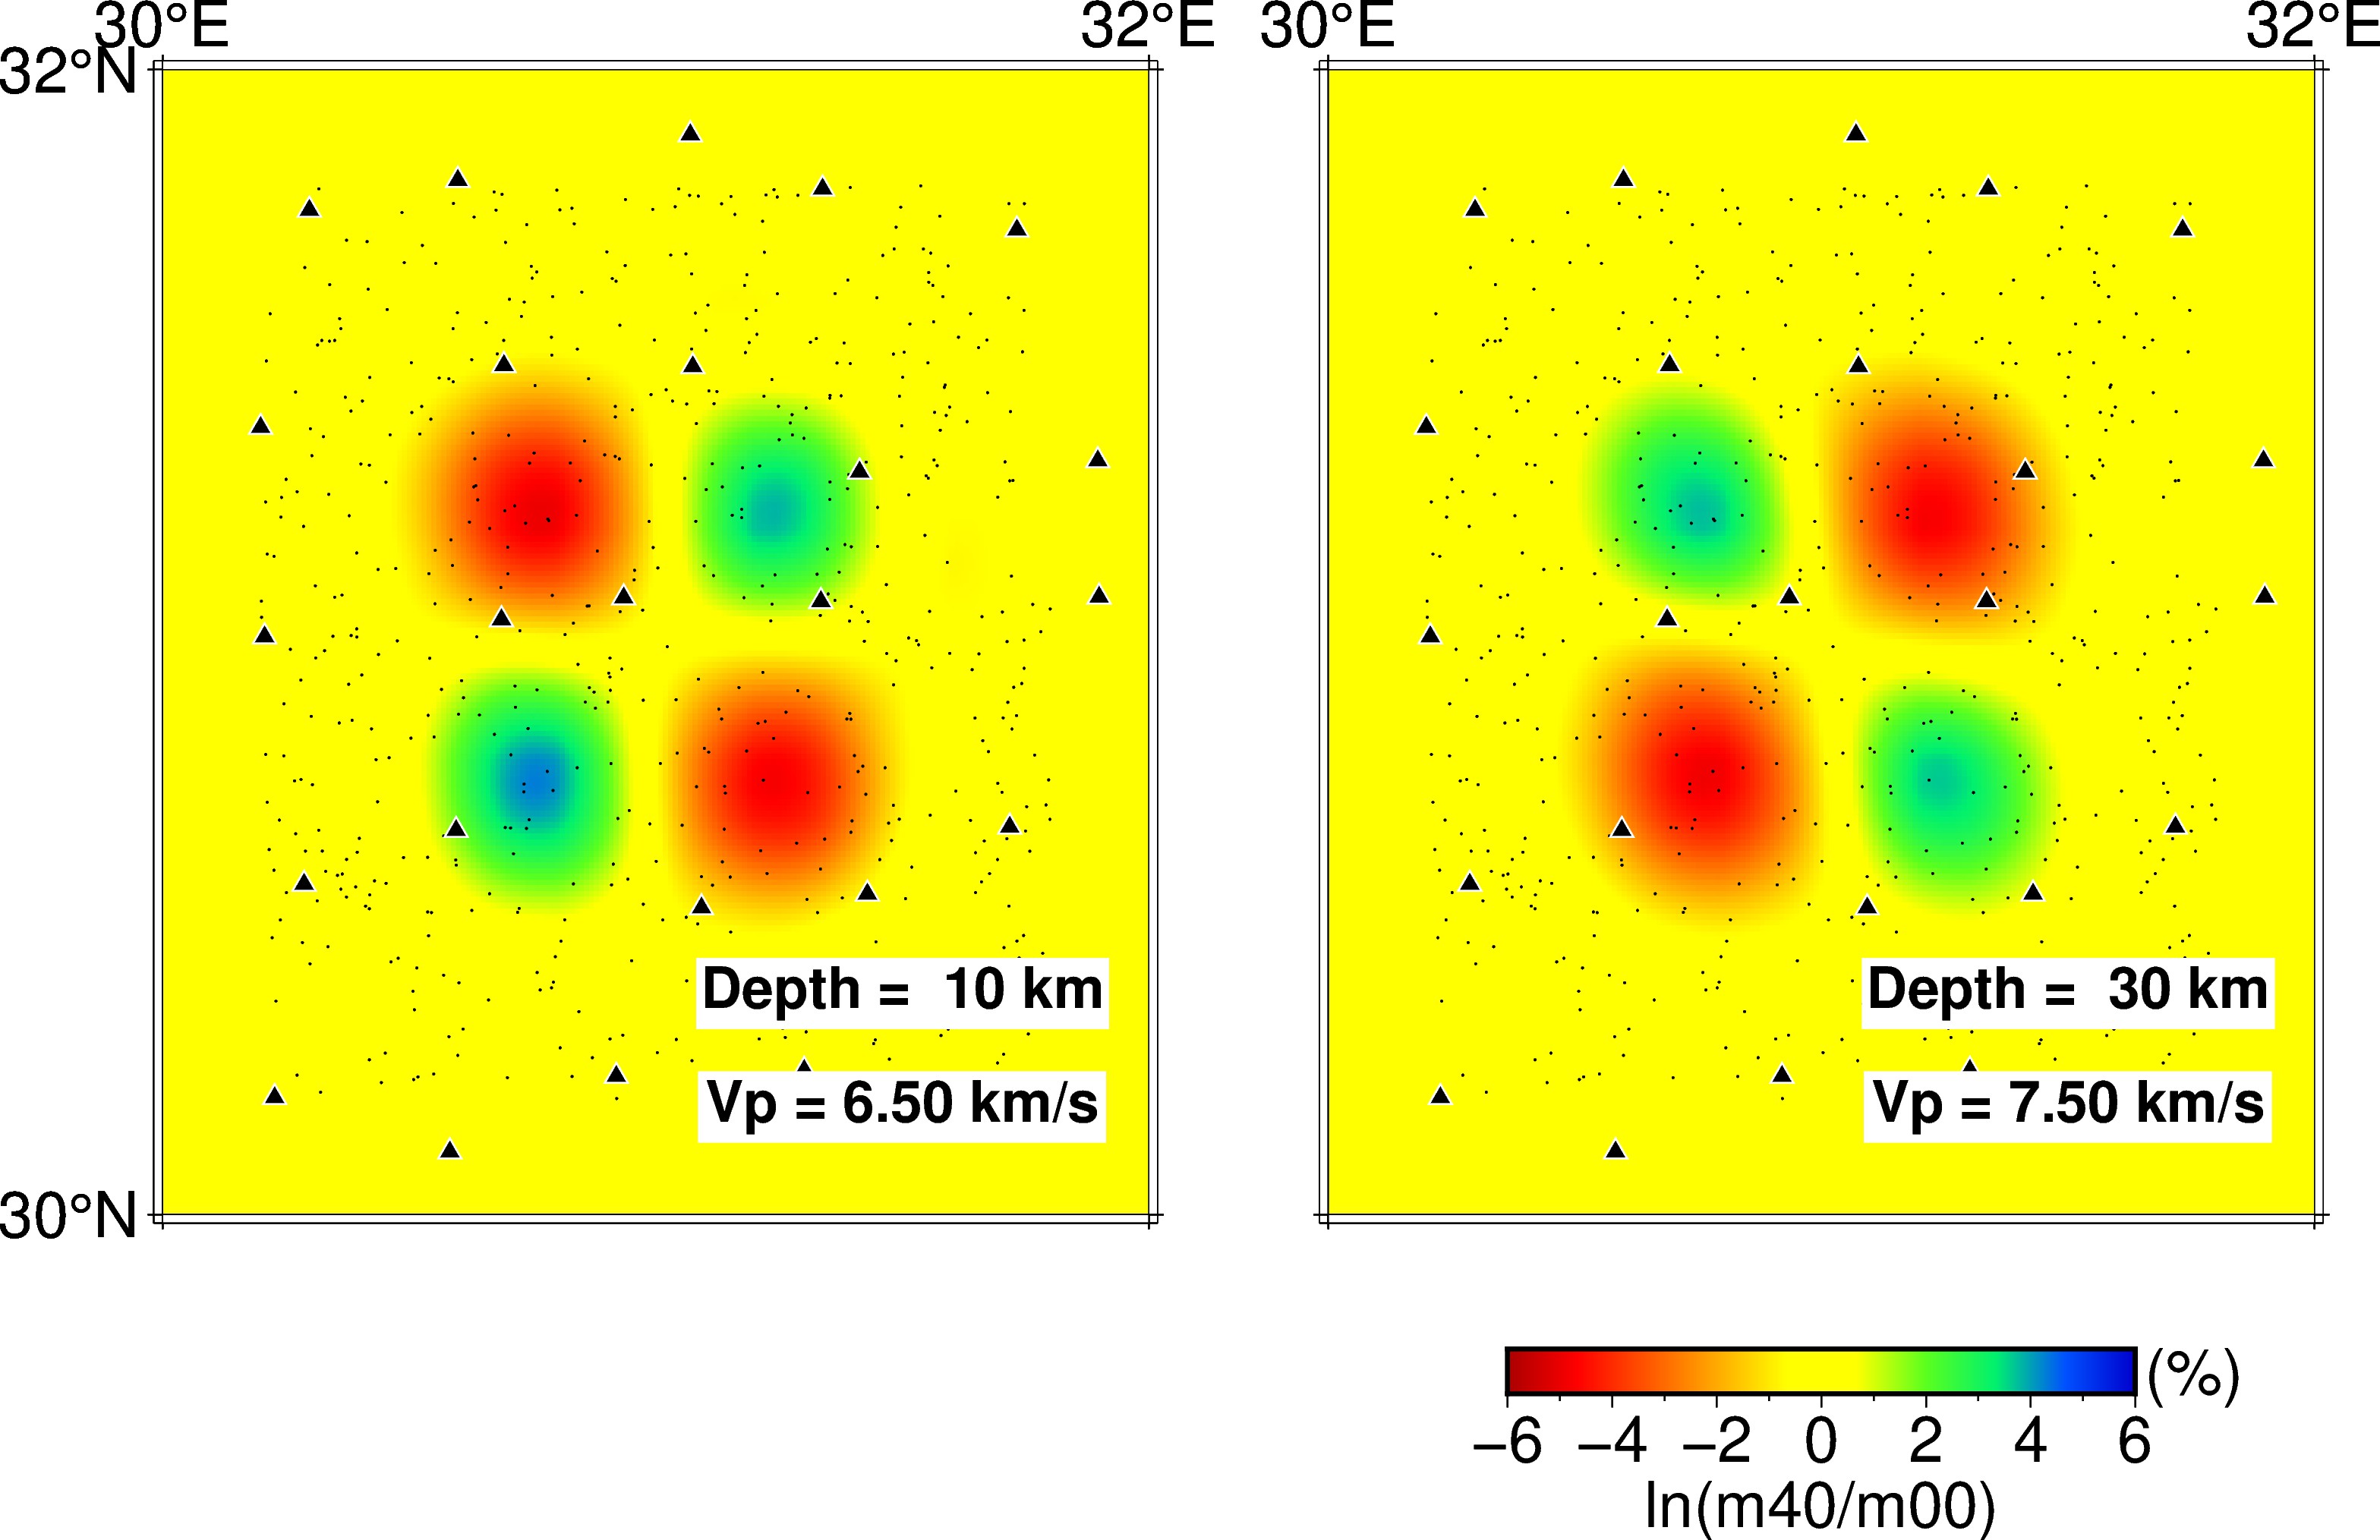 30°E
32°E
30°E
32°E
32°N
Depth = 10 km
Depth = 30 km
Vp = 6.50 km/s
Vp = 7.50 km/s
30°N
(%)
−6 −4 −2 0 2 4 6
ln(m40/m00)